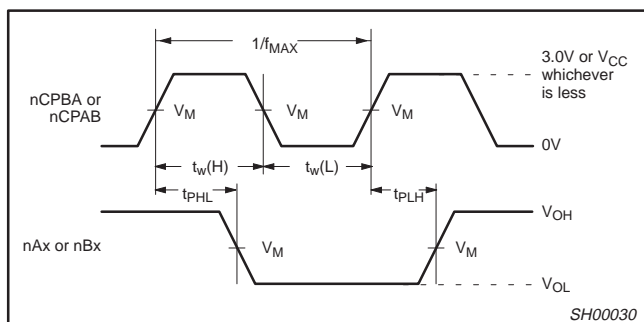 1/fMAX
3.0V or VCC
whichever
is less
nCPBA or
nCPAB
VM
VM
VM
0V
tw(H)
tw(L)
tPHL
tPLH
VOH
nAx or nBx
VM
VM
VOL
SH00030